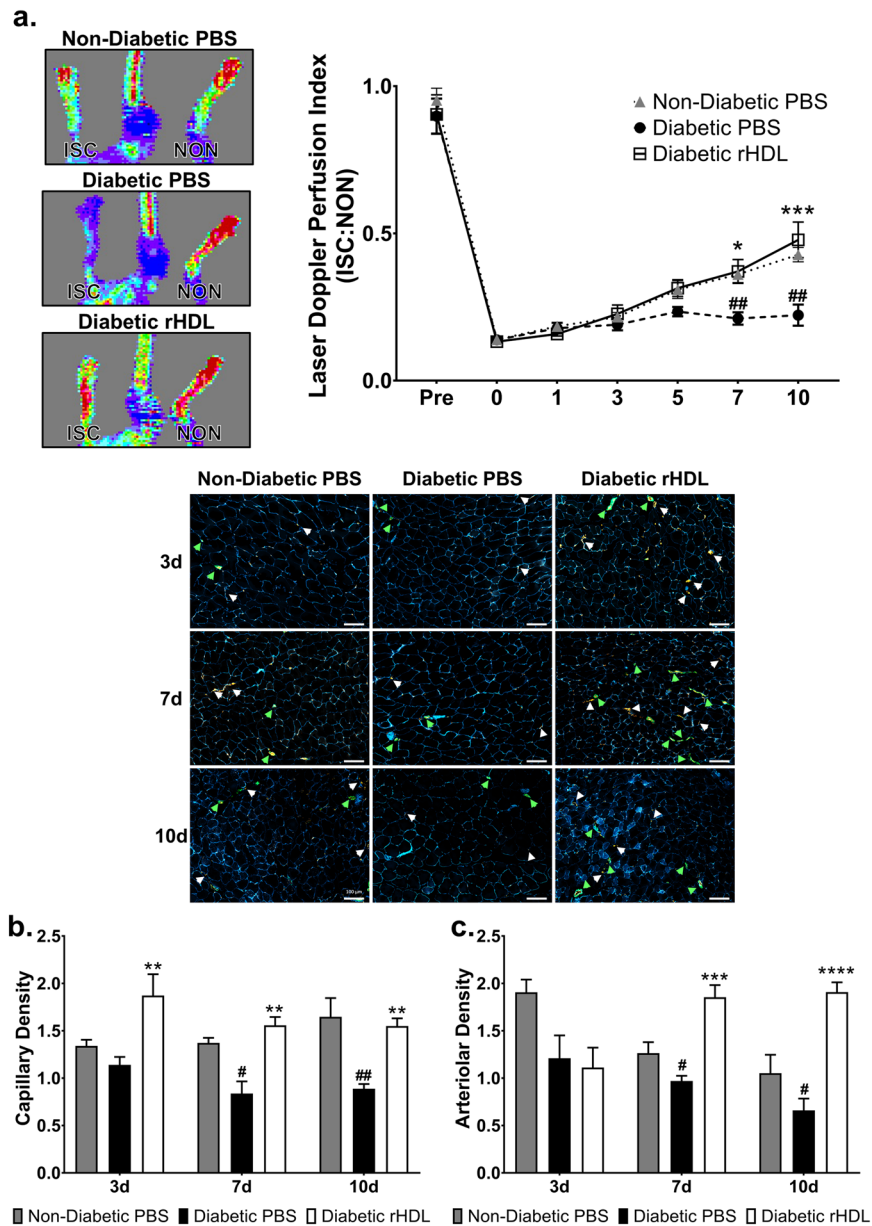 a.
Non-Diabetic PBS
ISC NON
Diabetic PBS
ISC NON
Diabetic rHDL
ISC NON
Laser Doppler Perfusion Index
(ISC:NON)
1.0
0.5
0.0
Non-Diabetic PBS
Diabetic PBS
Diabetic rHDL
* ***
## ##
Pre 0 1 3 5 7 10
Non-Diabetic PBS Diabetic PBS Diabetic rHDL
3d
7d
10d
100 µm
b.
Capillary Density
2.5
2.0
1.5
1.0
0.5
0.0
** ** **
# ##
3d 7d 10d
Non-Diabetic PBS Diabetic PBS Diabetic rHDL
c.
Arteriolar Density
2.5
2.0
1.5
1.0
0.5
0.0
*** ****
# #
3d 7d 10d
Non-Diabetic PBS Diabetic PBS Diabetic rHDL